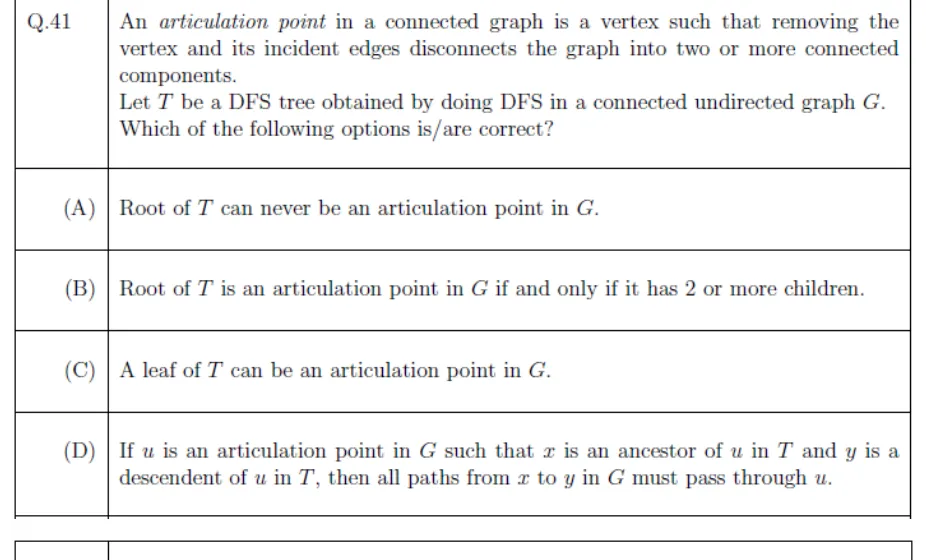 Q.41 An articulation point in a connected graph is a vertex such that removing the
vertex and its incident edges disconnects the graph into two or more connected
components.
Let T be a DFS tree obtained by doing DFS in a connected undirected graph G.
Which of the following options is/are correct?
(A) Root of T can never be an articulation point in G.
(B) Root of T is an articulation point in G if and only if it has 2 or more children.
(C) A leaf of T can be an articulation point in G.
(D) If u is an articulation point in G such that x is an ancestor of u in T and y is a
descendent of u in T, then all paths from x to y in G must pass through u.